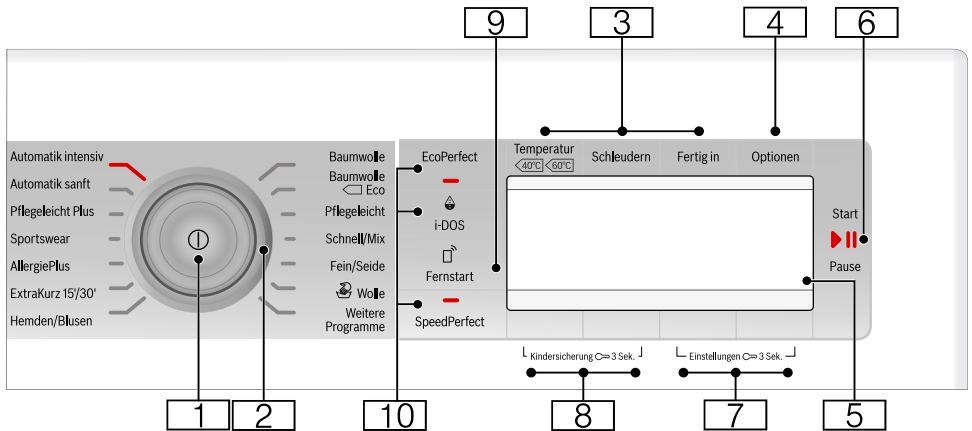 9
3
4
6
Automatik intensiv
Automatik sanft
Pflegeleicht Plus
Sportswear
AllergiePlus
ExtraKurz 15'/30'
Hemden/Blusen
Baumwolle
Baumwolle
Eco
Pflegeleicht
Schnell/Mix
Fein/Seide
Wolle
Weitere
Programme
EcoPerfect
i-DOS
Fernstart
SpeedPerfect
Temperatur
40°C 60°C
Schleudern
Fertig in
Optionen
Start
Pause
Kindersicherung 3 Sek.
Einstellungen 3 Sek.
1
2
10
8
7
5